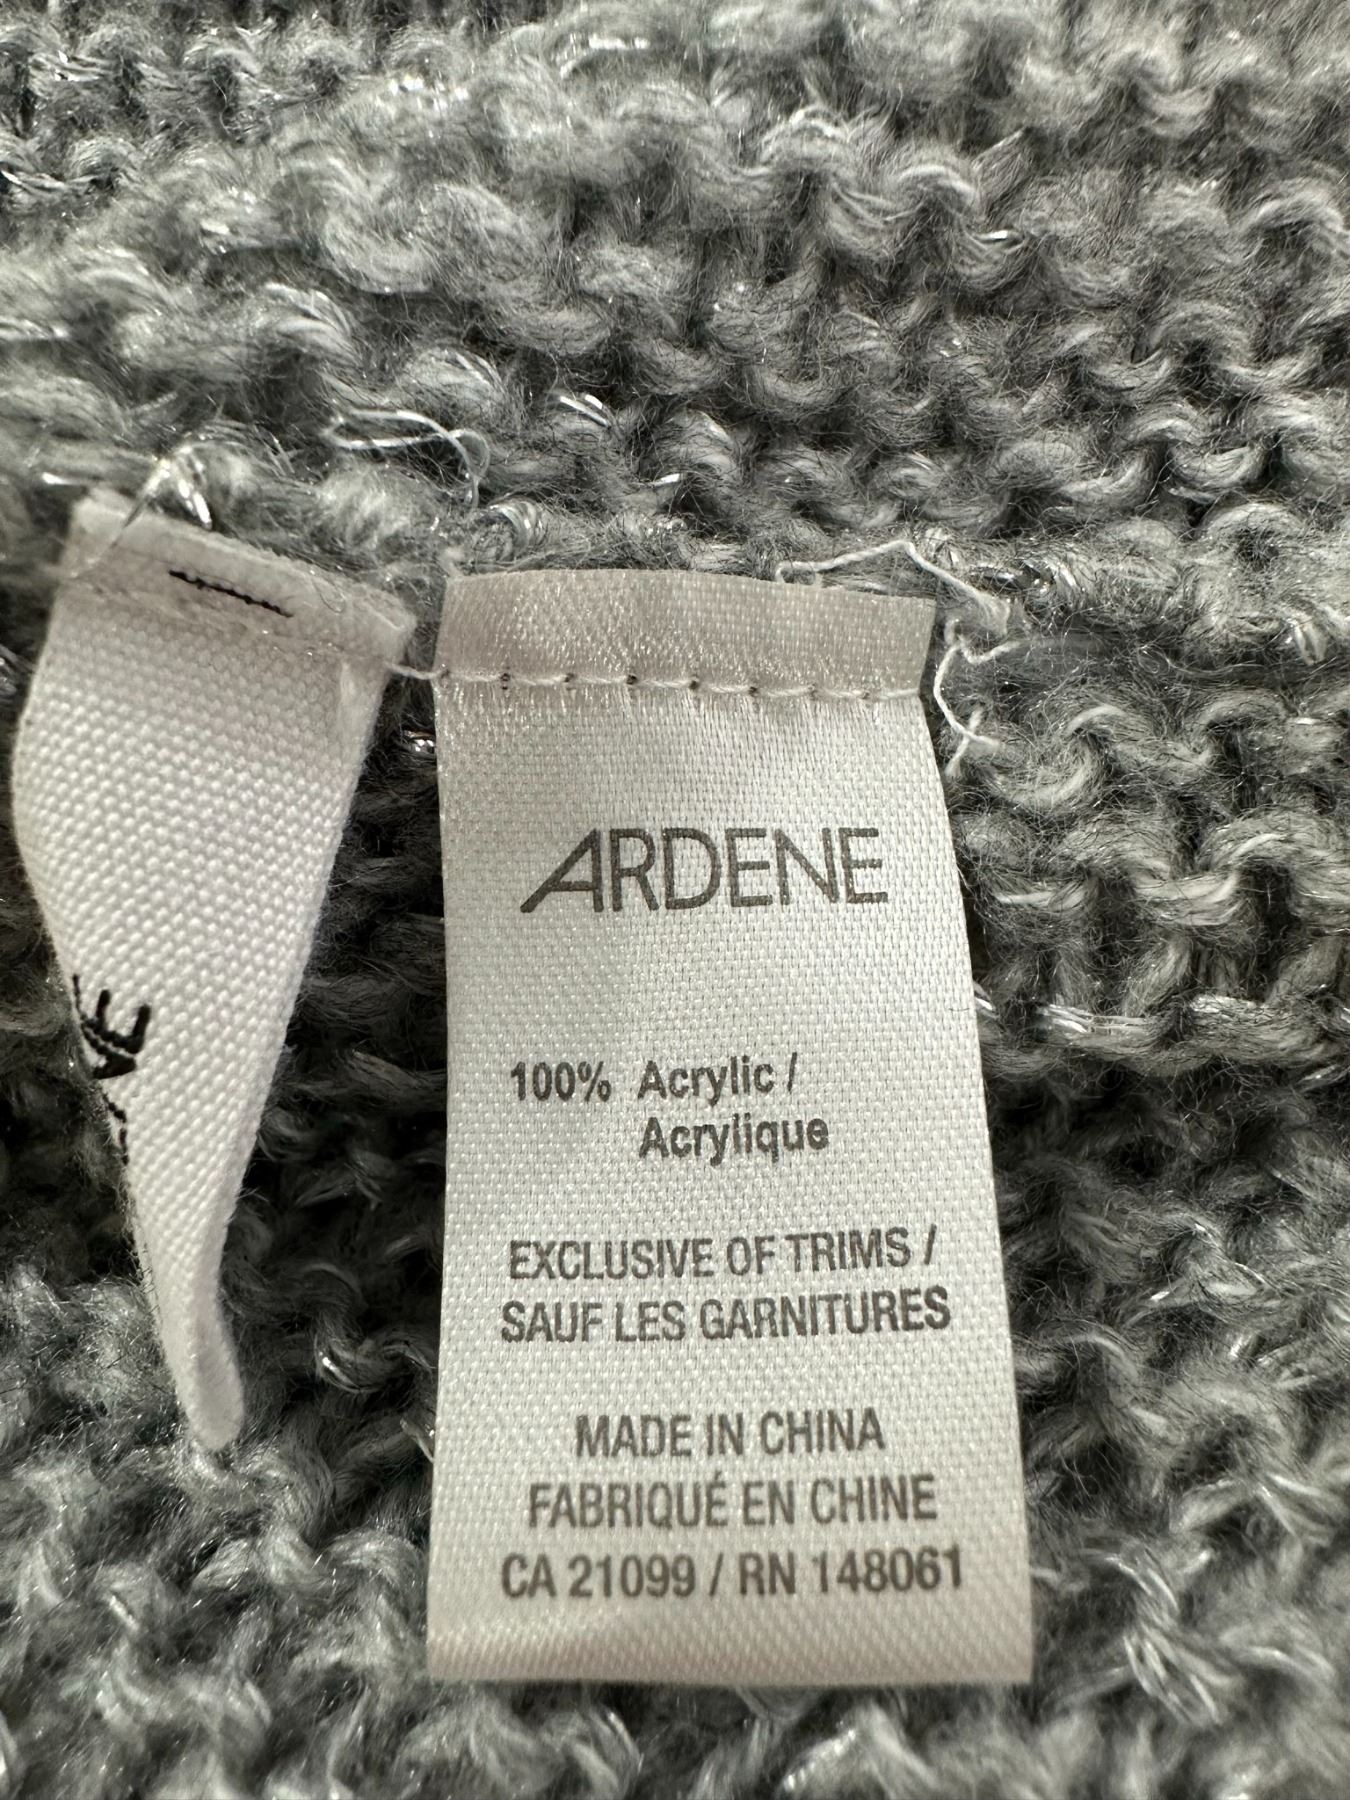 ARDENE
100% Acrylic /
Acrylique
EXCLUSIVE OF TRIMS /
SAUF LES GARNITURES
MADE IN CHINA
FABRIQUÉ EN CHINE
CA 21099 / RN 148061